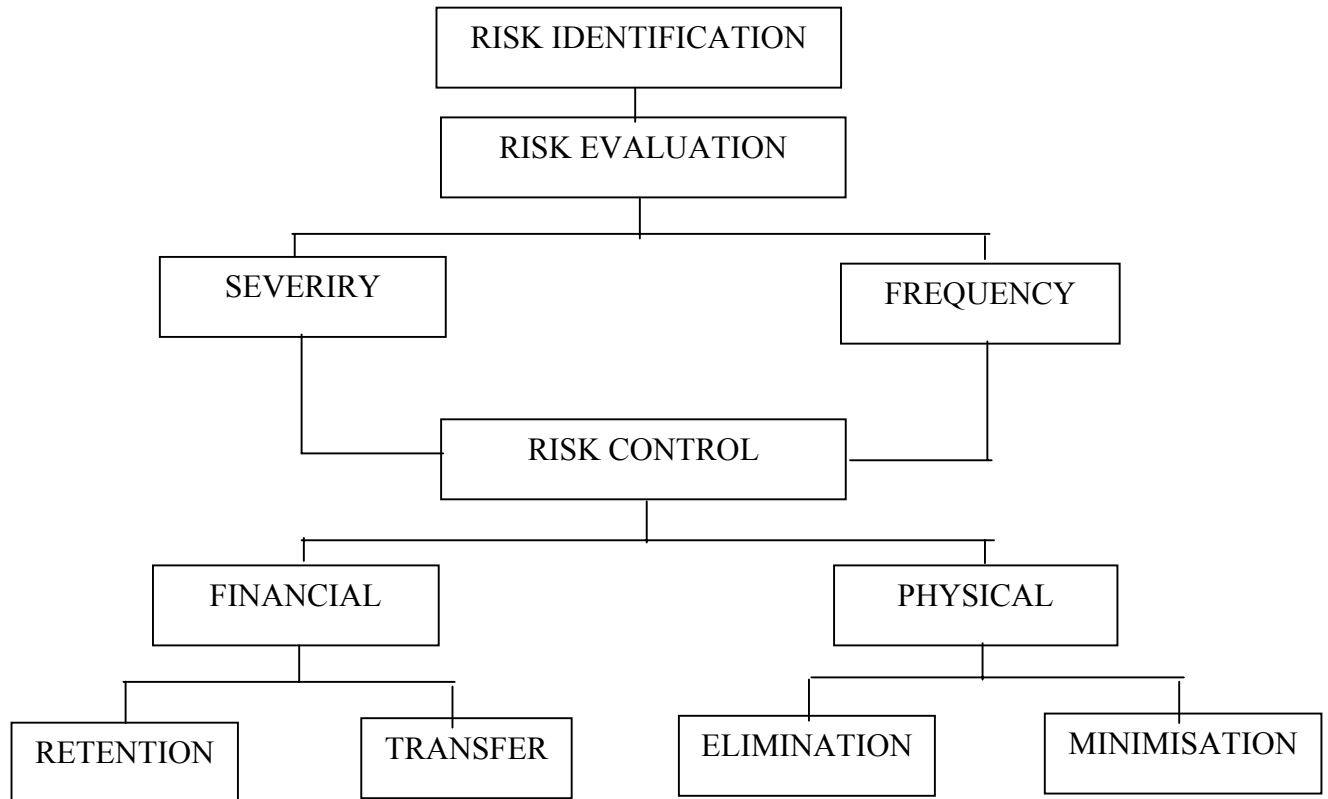 RISK IDENTIFICATION
RISK EVALUATION
SEVERIRY
FREQUENCY
RISK CONTROL
FINANCIAL
PHYSICAL
RETENTION
TRANSFER
ELIMINATION
MINIMISATION